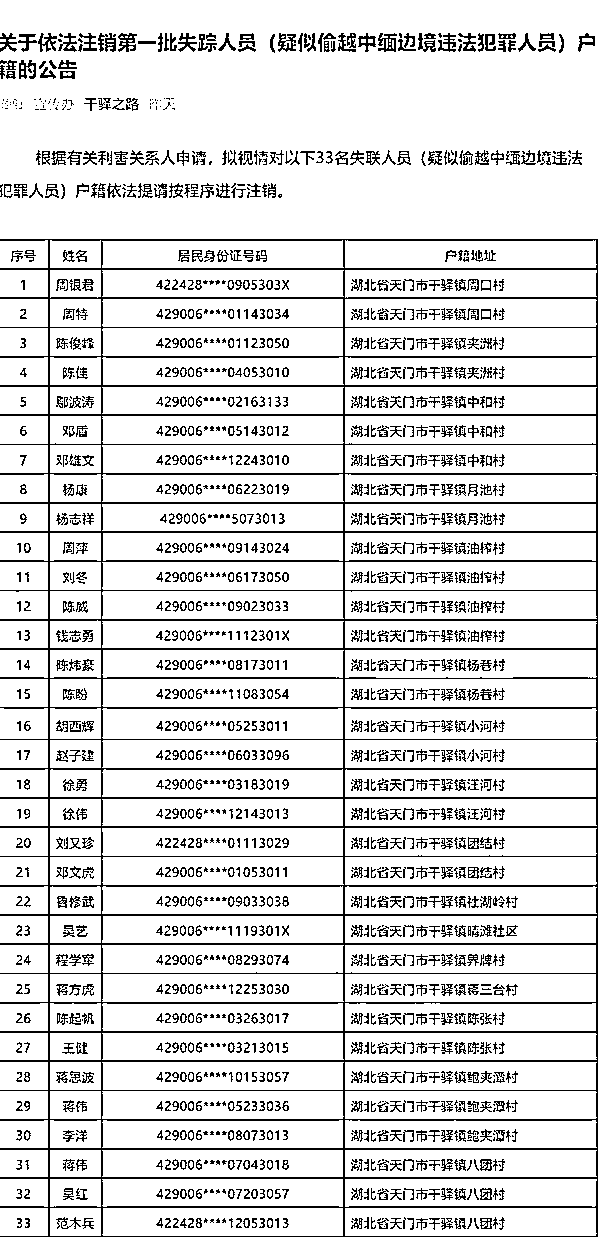 关于依法注销第一批失踪人员（疑似偷越中缅边境违法犯罪人员）户
籍的公告
宣传办 干驿之路 昨天
根据有关利害关系人申请，拟视情对以下33名失联人员（疑似偷越中缅边境违法
犯罪人员）户籍依法提请按程序进行注销。
序号 姓名 居民身份证号码 户籍地址
1 周银君 422428****0905303X 湖北省天门市干驿镇周口村
2 周特 429006****01143034 湖北省天门市干驿镇周口村
3 陈俊锋 429006****01123050 湖北省天门市干驿镇夹洲村
4 陈佳 429006****04053010 湖北省天门市干驿镇夹洲村
5 鄢波涛 429006****02163133 湖北省天门市干驿镇中和村
6 邓盾 429006****05143012 湖北省天门市干驿镇中和村
7 邓雄文 429006****12243010 湖北省天门市干驿镇中和村
8 杨康 429006****06223019 湖北省天门市干驿镇月池村
9 杨志祥 429006****5073013 湖北省天门市干驿镇月池村
10 周萍 429006****09143024 湖北省天门市干驿镇油榨村
11 刘冬 429006****06173050 湖北省天门市干驿镇油榨村
12 陈威 429006****09023033 湖北省天门市干驿镇油榨村
13 钱志勇 429006****1112301X 湖北省天门市干驿镇油榨村
14 陈炜豪 429006****08173011 湖北省天门市干驿镇杨巷村
15 陈盼 429006****11083054 湖北省天门市干驿镇杨巷村
16 胡西辉 429006****05253011 湖北省天门市干驿镇小河村
17 赵子建 429006****06033096 湖北省天门市干驿镇小河村
18 徐勇 429006****03183019 湖北省天门市干驿镇汪河村
19 徐伟 429006****12143013 湖北省天门市干驿镇汪河村
20 刘又珍 422428****01113029 湖北省天门市干驿镇团结村
21 邓文虎 429006****01053011 湖北省天门市干驿镇团结村
22 鲁修武 429006****09033038 湖北省天门市干驿镇社湖岭村
23 吴艺 429006****1119301X 湖北省天门市干驿镇晴滩社区
24 程学军 429006****08293074 湖北省天门市干驿镇界牌村
25 蒋方虎 429006****12253030 湖北省天门市干驿镇蒋三台村
26 陈起帆 429006****03263017 湖北省天门市干驿镇陈张村
27 王健 429006****03213015 湖北省天门市干驿镇陈张村
28 蒋思波 429006****10153057 湖北省天门市干驿镇鲍夹潭村
29 蒋伟 429006****05233036 湖北省天门市干驿镇鲍夹潭村
30 李洋 429006****08073013 湖北省天门市干驿镇鲍夹潭村
31 蒋伟 429006****07043018 湖北省天门市干驿镇八团村
32 吴红 429006****07203057 湖北省天门市干驿镇八团村
33 范木兵 422428****12053013 湖北省天门市干驿镇八团村